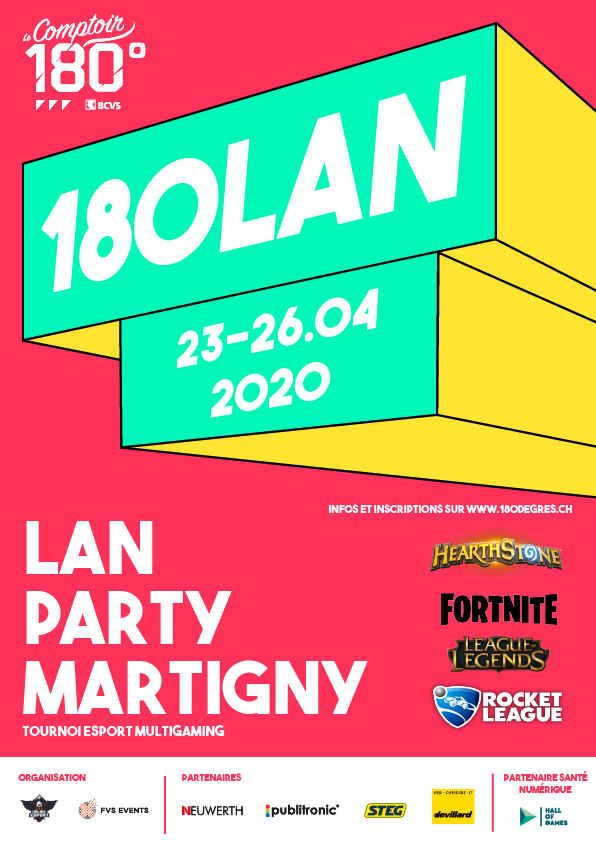 Le Comptoir
180°
BCVS
180LAN
23-26.04
2020
INFOS ET INSCRIPTIONS SUR WWW.180DEGRES.CH
LAN
PARTY
MARTIGNY
TOURNOI ESPORT MULTIGAMING
HEARTHSTONE
FORTNITE
LEAGUE OF
LEGENDS
ROCKET
LEAGUE
ORGANISATION
FVS EVENTS
PARTENAIRES
NEUWERTH
publitronic
STEG
devillard
PARTENAIRE SANTÉ
NUMÉRIQUE
HALL
OF
GAMES